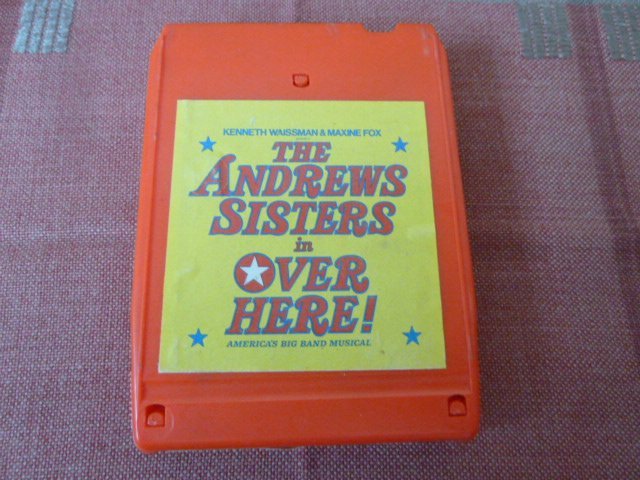 KENNETH WAISSMAN & MAXINE FOX
THE
ANDREWS
SISTERS
in
OVER
HERE!
AMERICA'S BIG BAND MUSICAL